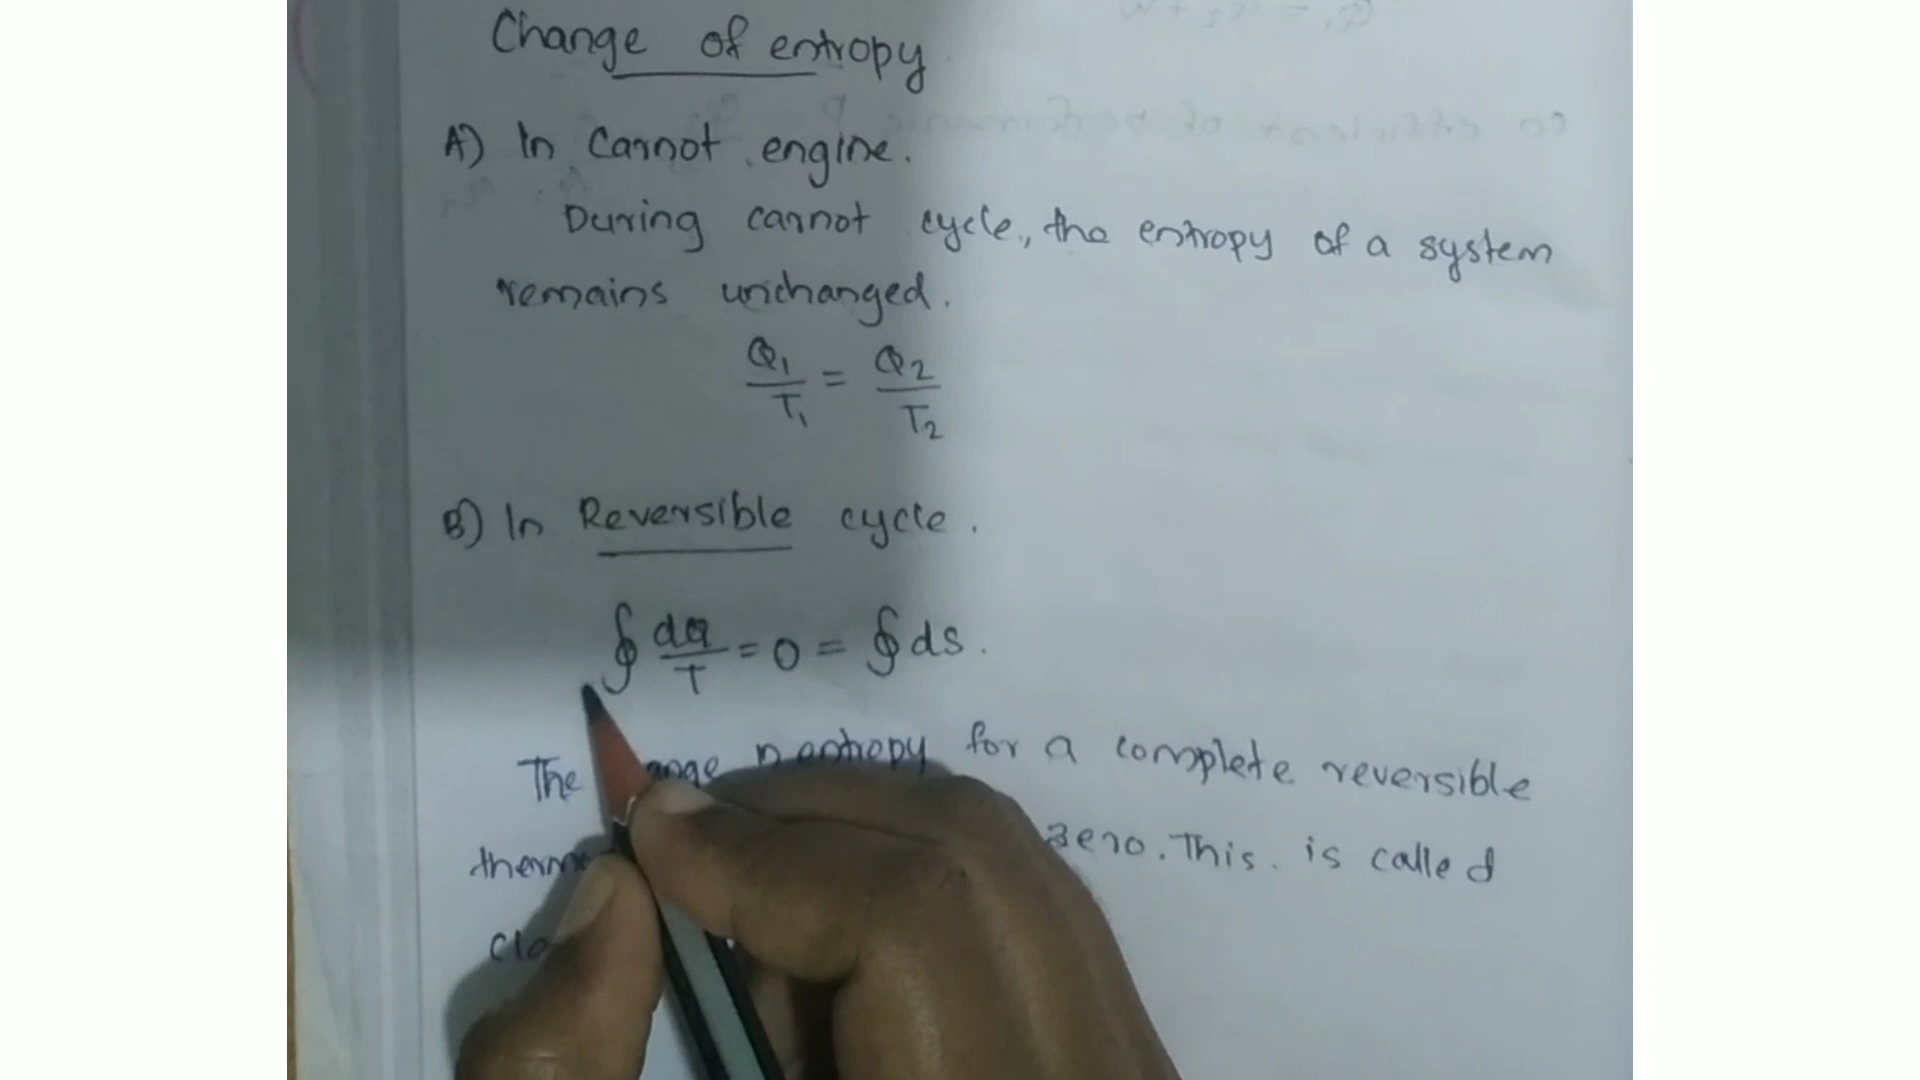 Change of entropy
A) In Carnot engine.
During carnot cycle, the entropy of a system
remains unchanged.
Q1/T1 = Q2/T2
B) In Reversible cycle.
∮ dQ/T = 0 = ∮ ds.
The entropy for a complete reversible
zero. This is called